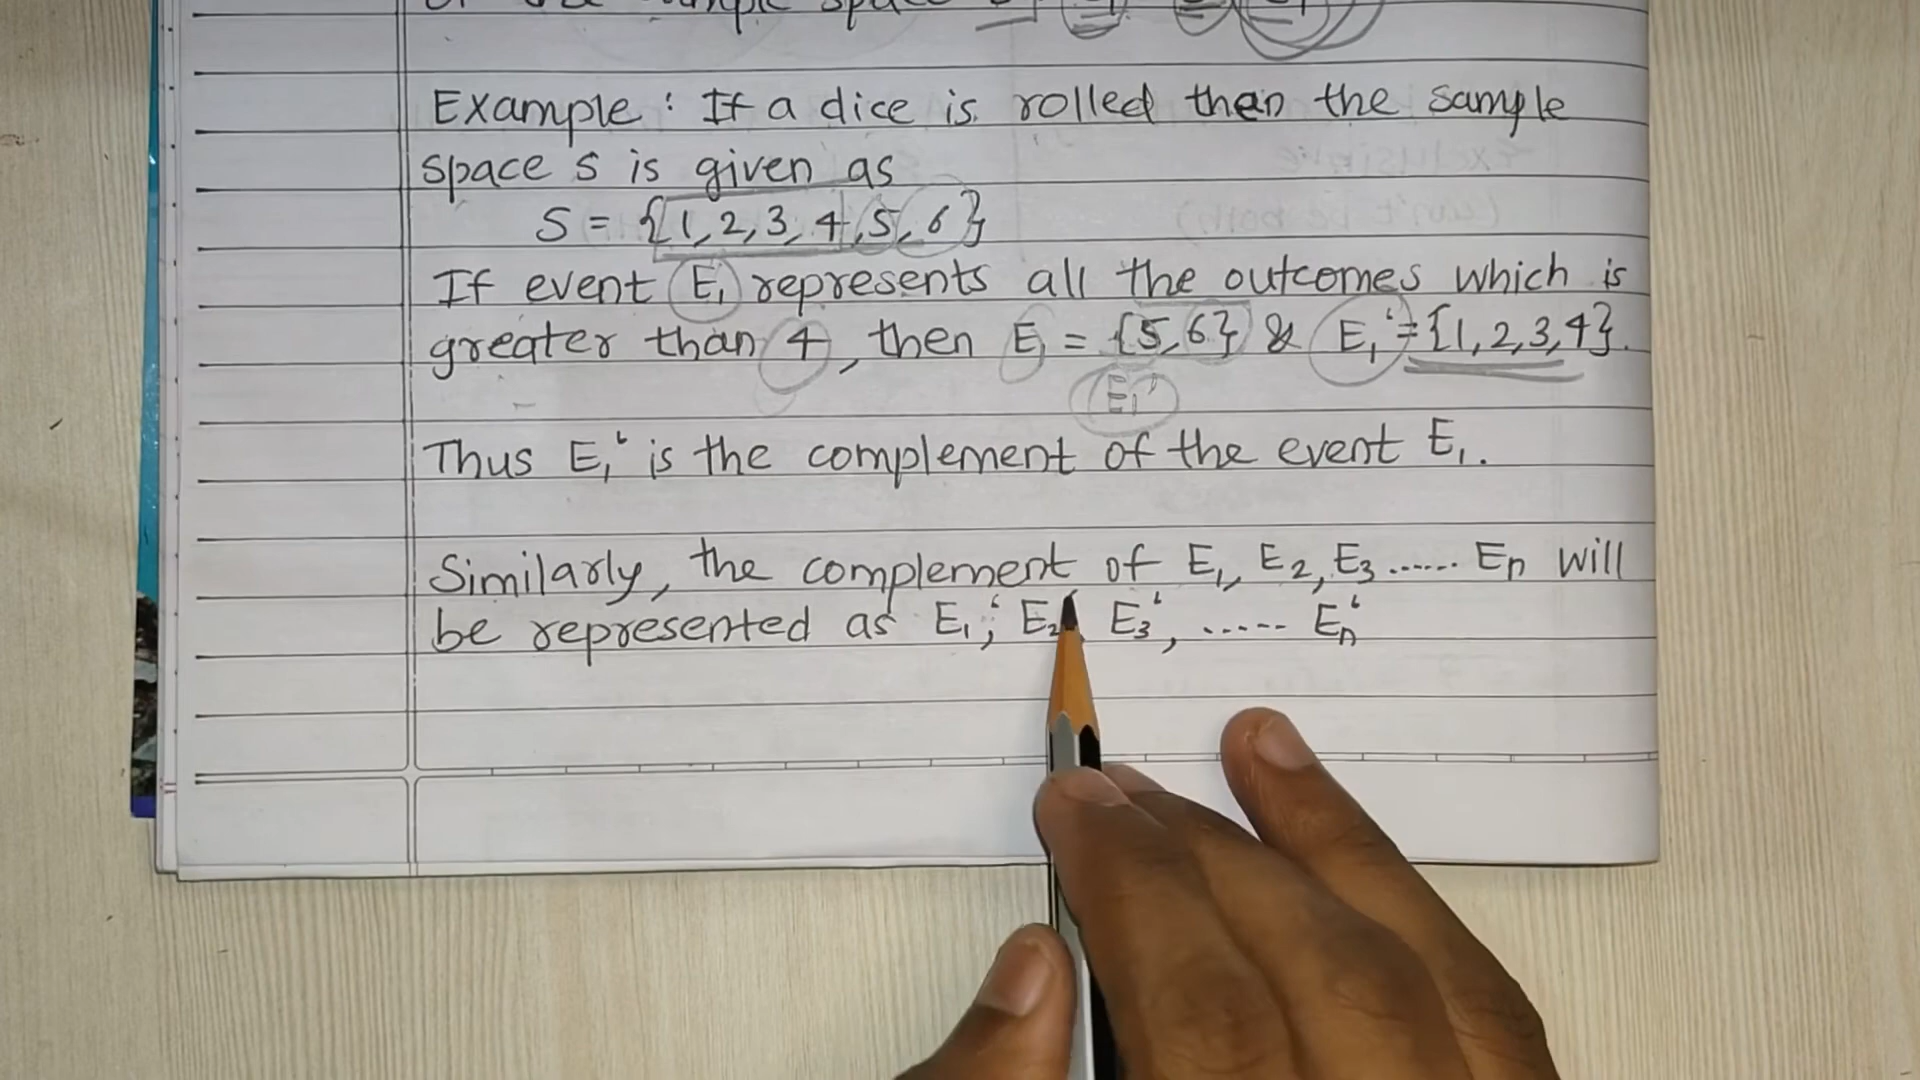 space
Example : If a dice is rolled then the sample
space S is given as
S = {1, 2, 3, 4, 5, 6}
If event E₁ represents all the outcomes which is
greater than 4, then E₁ = {5, 6} & E₁' = {1, 2, 3, 4}.
E₁'
Thus E₁' is the complement of the event E₁.
Similarly, the complement of E₁, E₂, E₃ ...... Eₙ will
be represented as E₁', E₂ E₃', ..... Eₙ'